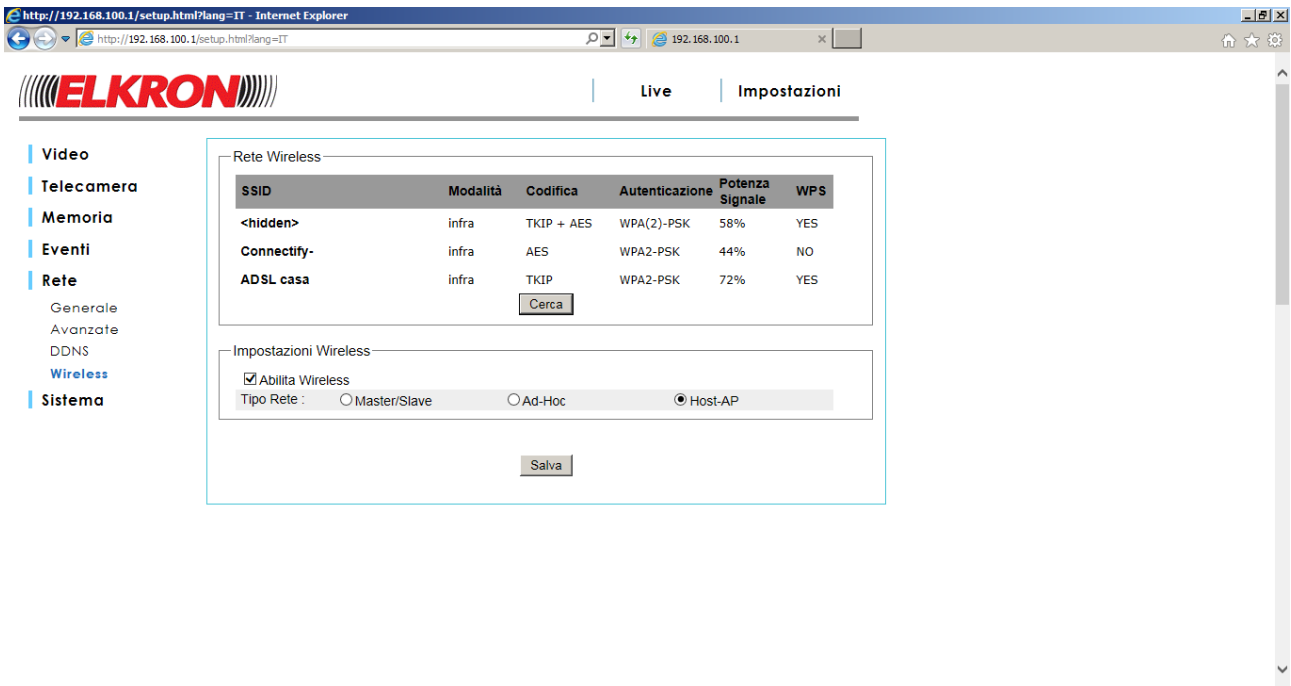 http://192.168.100.1/setup.html?lang=IT - Internet Explorer
http://192.168.100.1/setup.html?lang=IT
192.168.100.1
ELKRON
Live
Impostazioni
Video
Telecamera
Memoria
Eventi
Rete
Generale
Avanzate
DDNS
Wireless
Sistema
Rete Wireless
SSID Modalità Codifica Autenticazione Potenza Segnale WPS
<hidden> infra TKIP + AES WPA(2)-PSK 58% YES
Connectify- infra AES WPA2-PSK 44% NO
ADSL casa infra TKIP WPA2-PSK 72% YES
Cerca
Impostazioni Wireless
Abilita Wireless
Tipo Rete : Master/Slave Ad-Hoc Host-AP
Salva